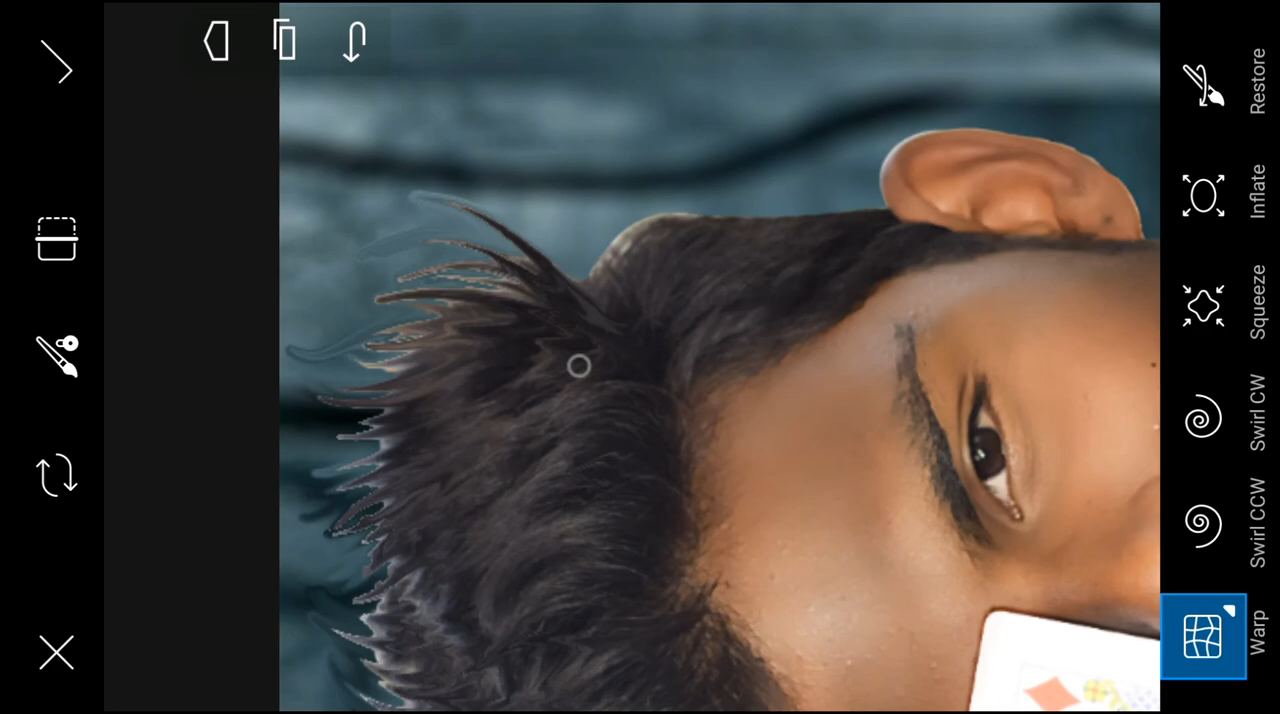 Restore
Inflate
Squeeze
Swirl CW
Swirl CCW
Warp